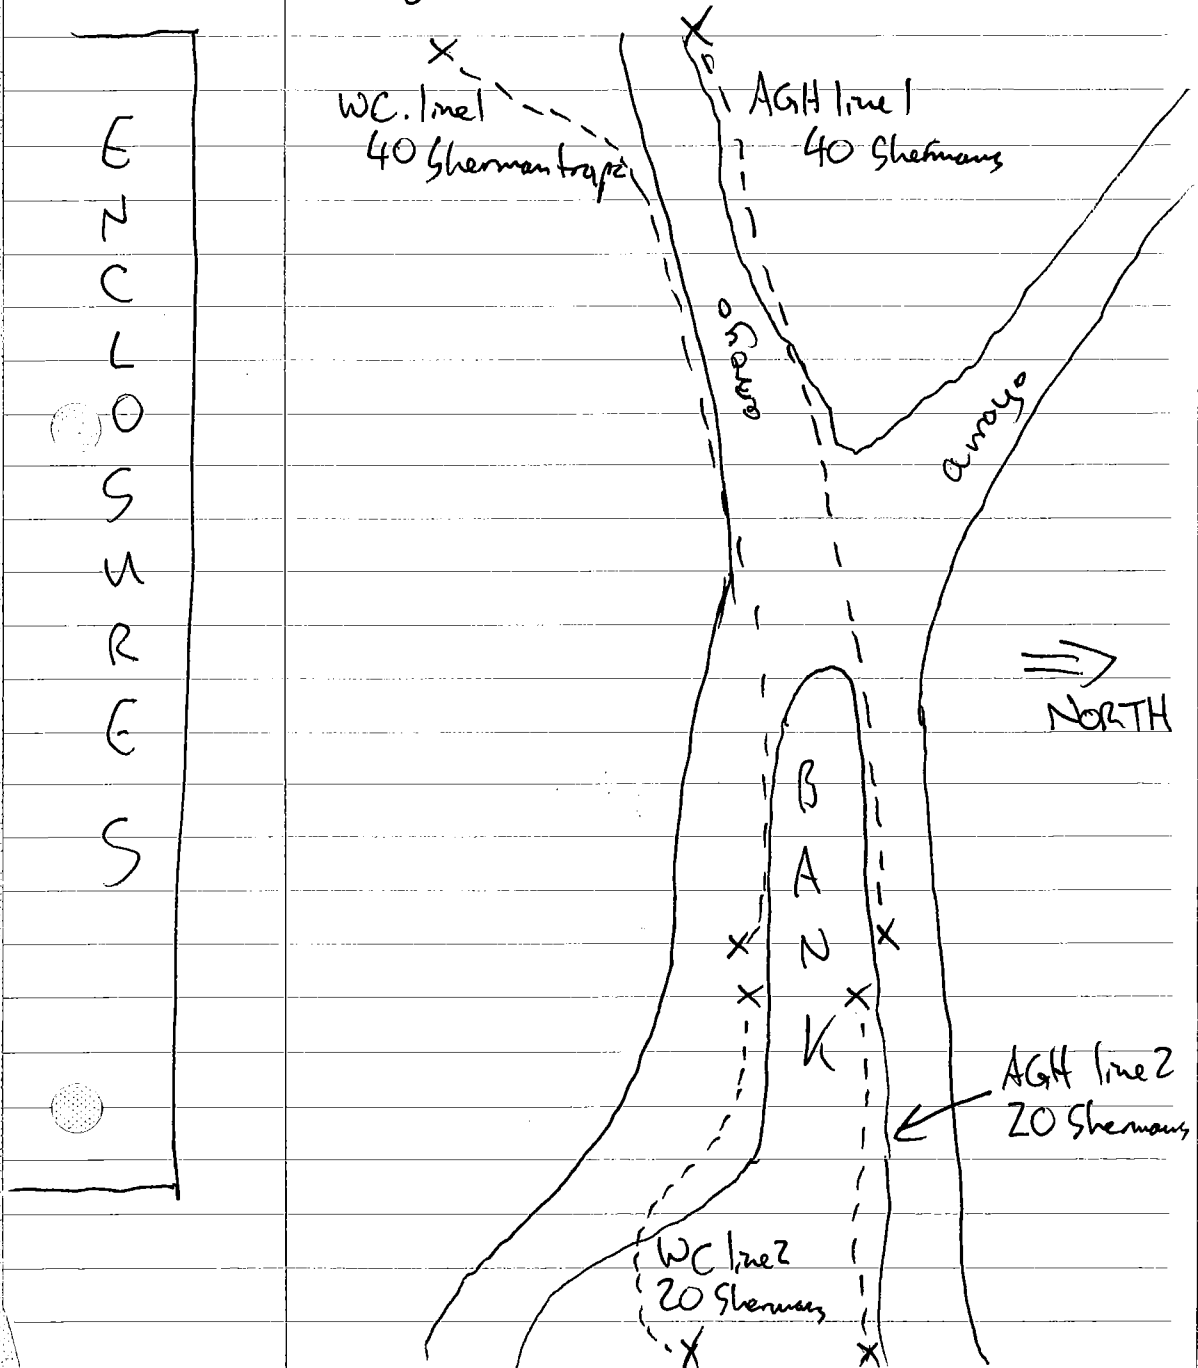 ENCLOSURES
WC. line 1
40 Sherman traps
AGH line 1
40 Shermans
arroyo
arroyo
NORTH
BANK
AGH line 2
20 Shermans
WC line 2
20 Shermans